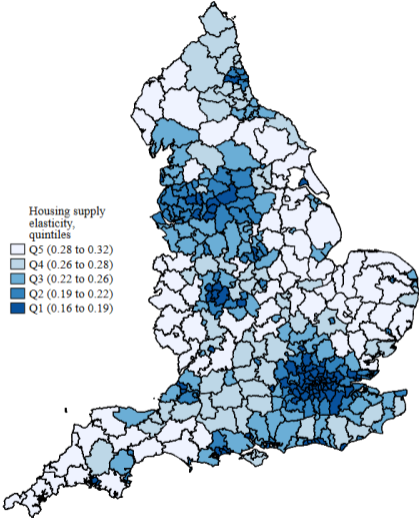 Housing supply
elasticity,
quintiles
Q5 (0.28 to 0.32)
Q4 (0.26 to 0.28)
Q3 (0.22 to 0.26)
Q2 (0.19 to 0.22)
Q1 (0.16 to 0.19)